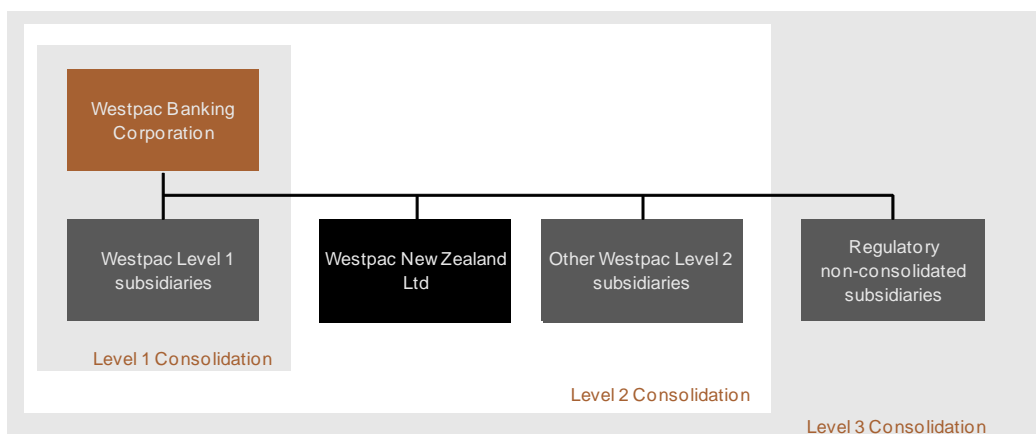 Westpac Banking
Corporation
Westpac Level 1
subsidiaries
Westpac New Zealand
Ltd
Other Westpac Level 2
subsidiaries
Regulatory
non-consolidated
subsidiaries
Level 1 Consolidation
Level 2 Consolidation
Level 3 Consolidation